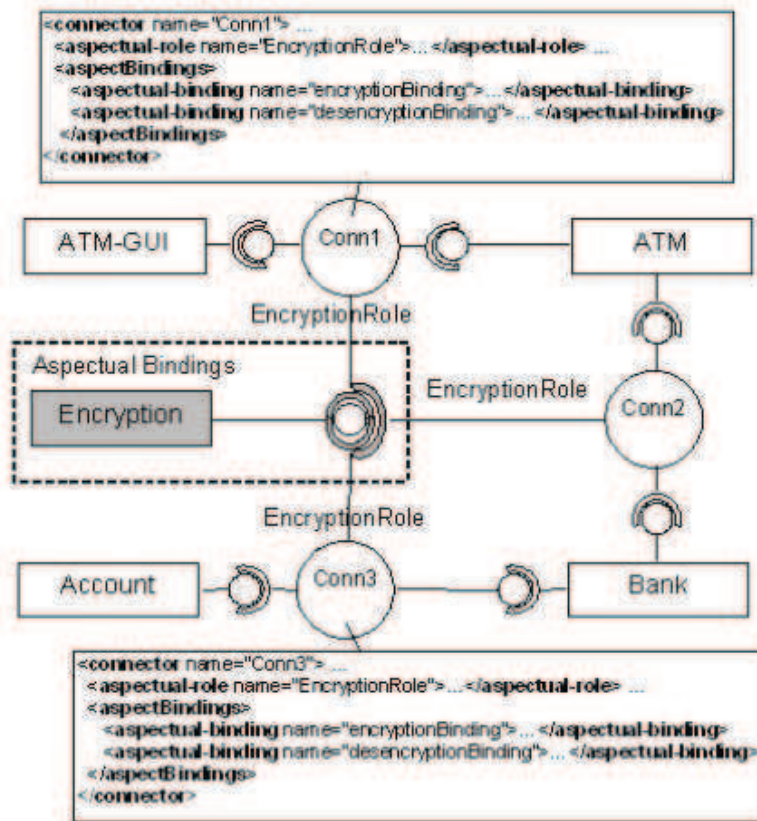 <connector name="Conn1"> ...
<aspectual-role name="EncryptionRole">... </aspectual-role> ...
<aspectBindings>
<aspectual-binding name="encryptionBinding">... </aspectual-binding>
<aspectual-binding name="desencryptionBinding">... </aspectual-binding>
</aspectBindings>
</connector>
ATM-GUI
Conn1
ATM
EncryptionRole
Aspectual Bindings
Encryption
EncryptionRole
Conn2
EncryptionRole
Account
Conn3
Bank
<connector name="Conn3"> ...
<aspectual-role name="EncryptionRole">...</aspectual-role> ...
<aspectBindings>
<aspectual-binding name="encryptionBinding">... </aspectual-binding>
<aspectual-binding name="desencryptionBinding">... </aspectual-binding>
</aspectBindings>
</connector>